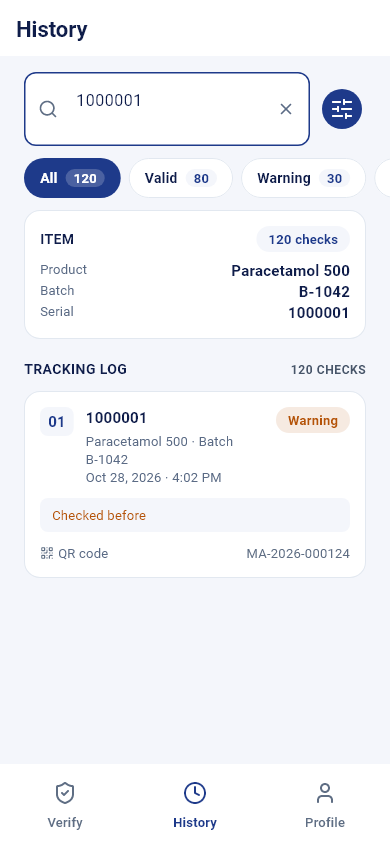 History
1000001
All 120
Valid 80
Warning 30
ITEM
120 checks
Product
Paracetamol 500
Batch
B-1042
Serial
1000001
TRACKING LOG
120 CHECKS
01
1000001
Warning
Paracetamol 500 · Batch
B-1042
Oct 28, 2026 · 4:02 PM
Checked before
QR code
MA-2026-000124
Verify
History
Profile